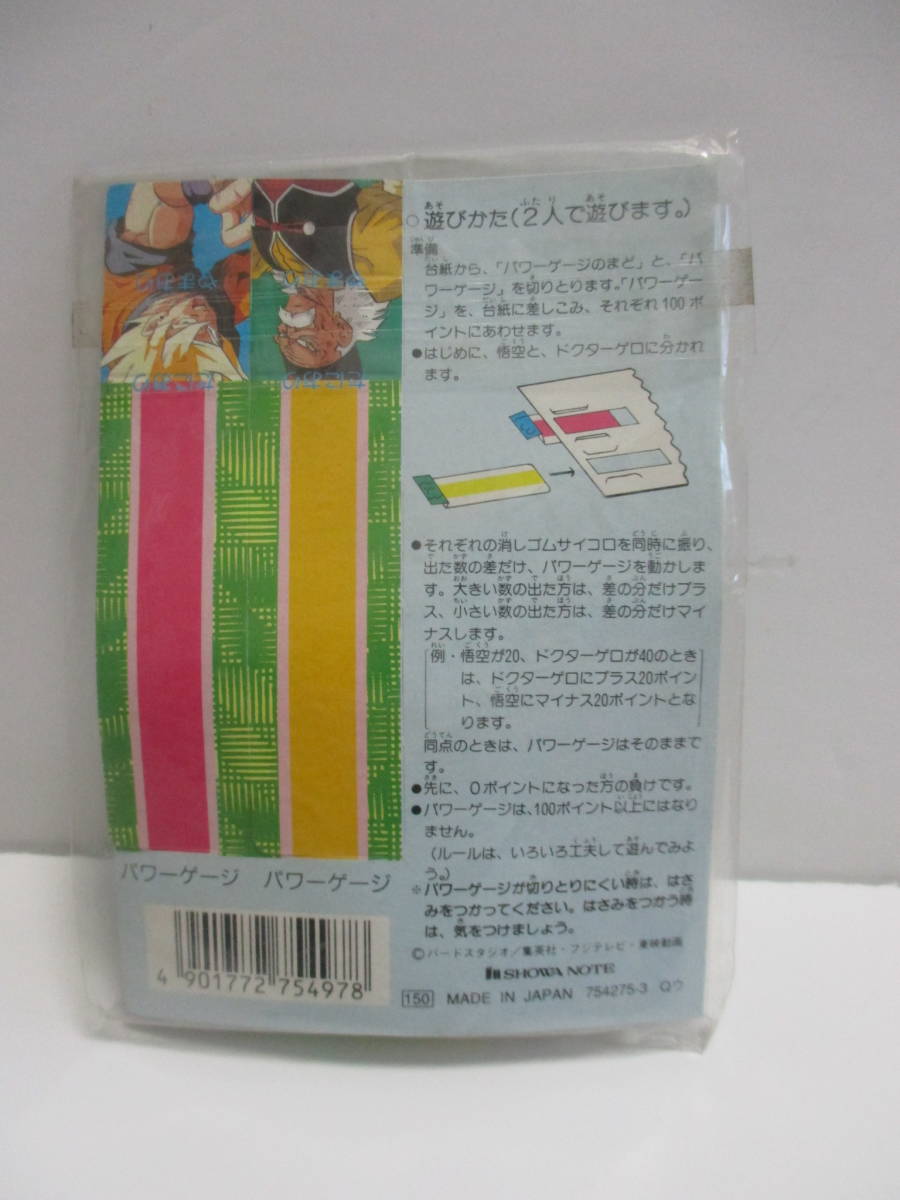 遊びかた(2人で遊びます。)
準備
台紙から、「パワーゲージのまど」と、「パ
ワーゲージ」を切りとります。「パワーゲー
ジ」を、台紙に差しこみ、それぞれ100ポ
イントにあわせます。
●はじめに、悟空と、ドクターゲロに分かれ
ます。
●それぞれの消しゴムサイコロを同時に振り、
出た数の差だけ、パワーゲージを動かしま
す。大きい数の出た方は、差の分だけプラ
ス、小さい数の出た方は、差の分だけマイ
ナスします。
例・悟空が20、ドクターゲロが40のとき
は、ドクターゲロにプラス20ポイン
ト、悟空にマイナス20ポイントとな
ります。
同点のときは、パワーゲージはそのままで
す。
●先に、0ポイントになった方の負けです。
●パワーゲージは、100ポイント以上にはなり
ません。
(ルールは、いろいろ工夫して遊んでみよ
う。)
※パワーゲージが切りとりにくい時は、はさ
みをつかってください。はさみをつかう時
は、気をつけましょう。
©バードスタジオ/集英社・フジテレビ・東映動画
SHOWA NOTE
150 MADE IN JAPAN 754275-3 Qウ
パワーゲージ パワーゲージ
4 901772 754978